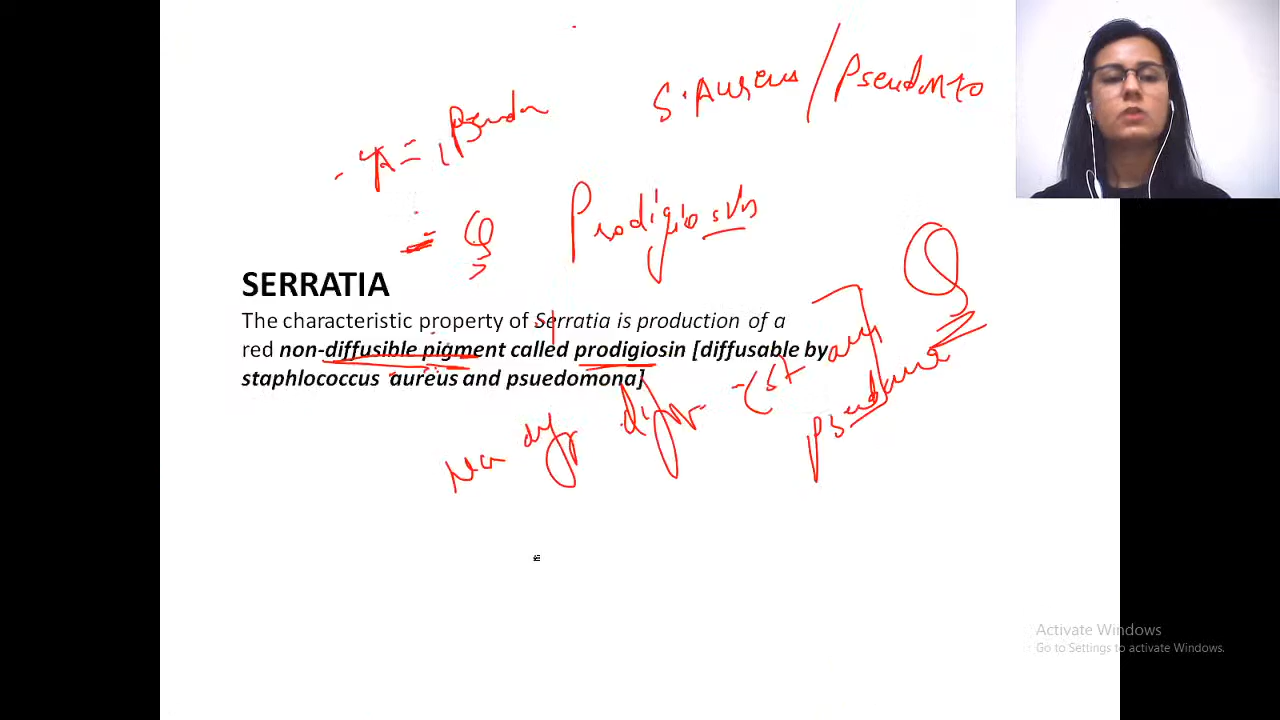 S. Aureus / Pseudomo
Pseudo
Prodigiosin
SERRATIA
The characteristic property of Serratia is production of a
red non-diffusible pigment called prodigiosin [diffusable by
staphlococcus aureus and psuedomona]
Activate Windows
Go to Settings to activate Windows.